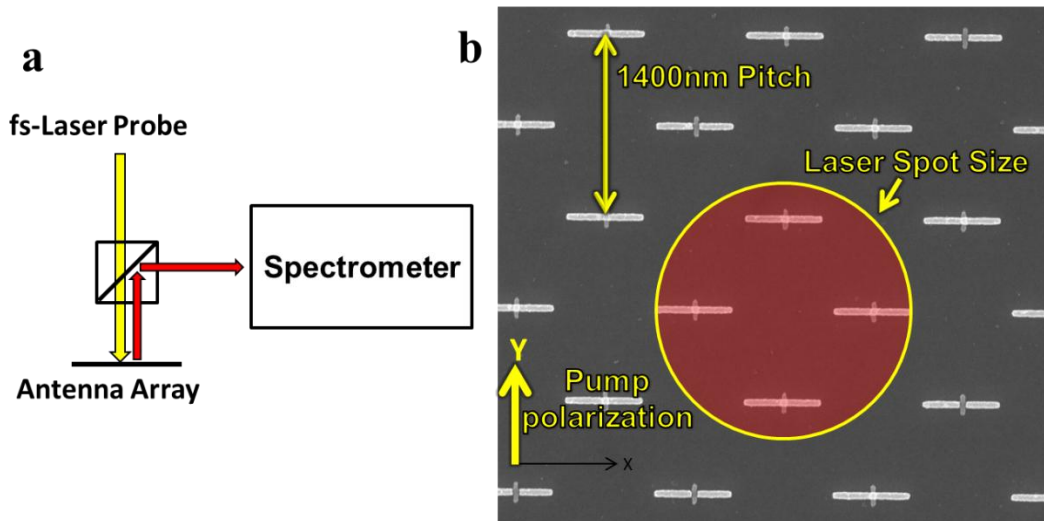 a
fs-Laser Probe
Spectrometer
Antenna Array
b
1400nm Pitch
Laser Spot Size
Y
Pump
polarization
X